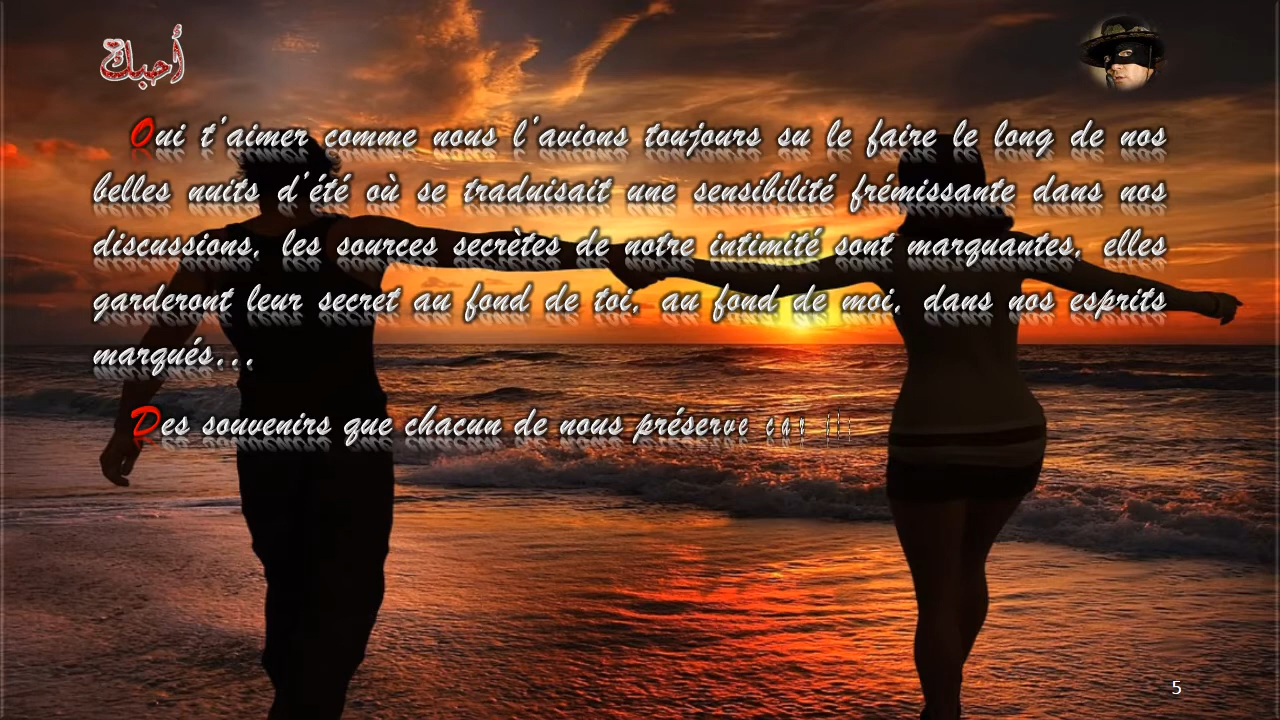 أحبك
Oui t'aimer comme nous l'avions toujours su le faire le long de nos
belles nuits d'été où se traduisait une sensibilité frémissante dans nos
discussions, les sources secrètes de notre intimité sont marquantes, elles
garderont leur secret au fond de toi, au fond de moi, dans nos esprits
marqués...
Des souvenirs que chacun de nous préserve car
5